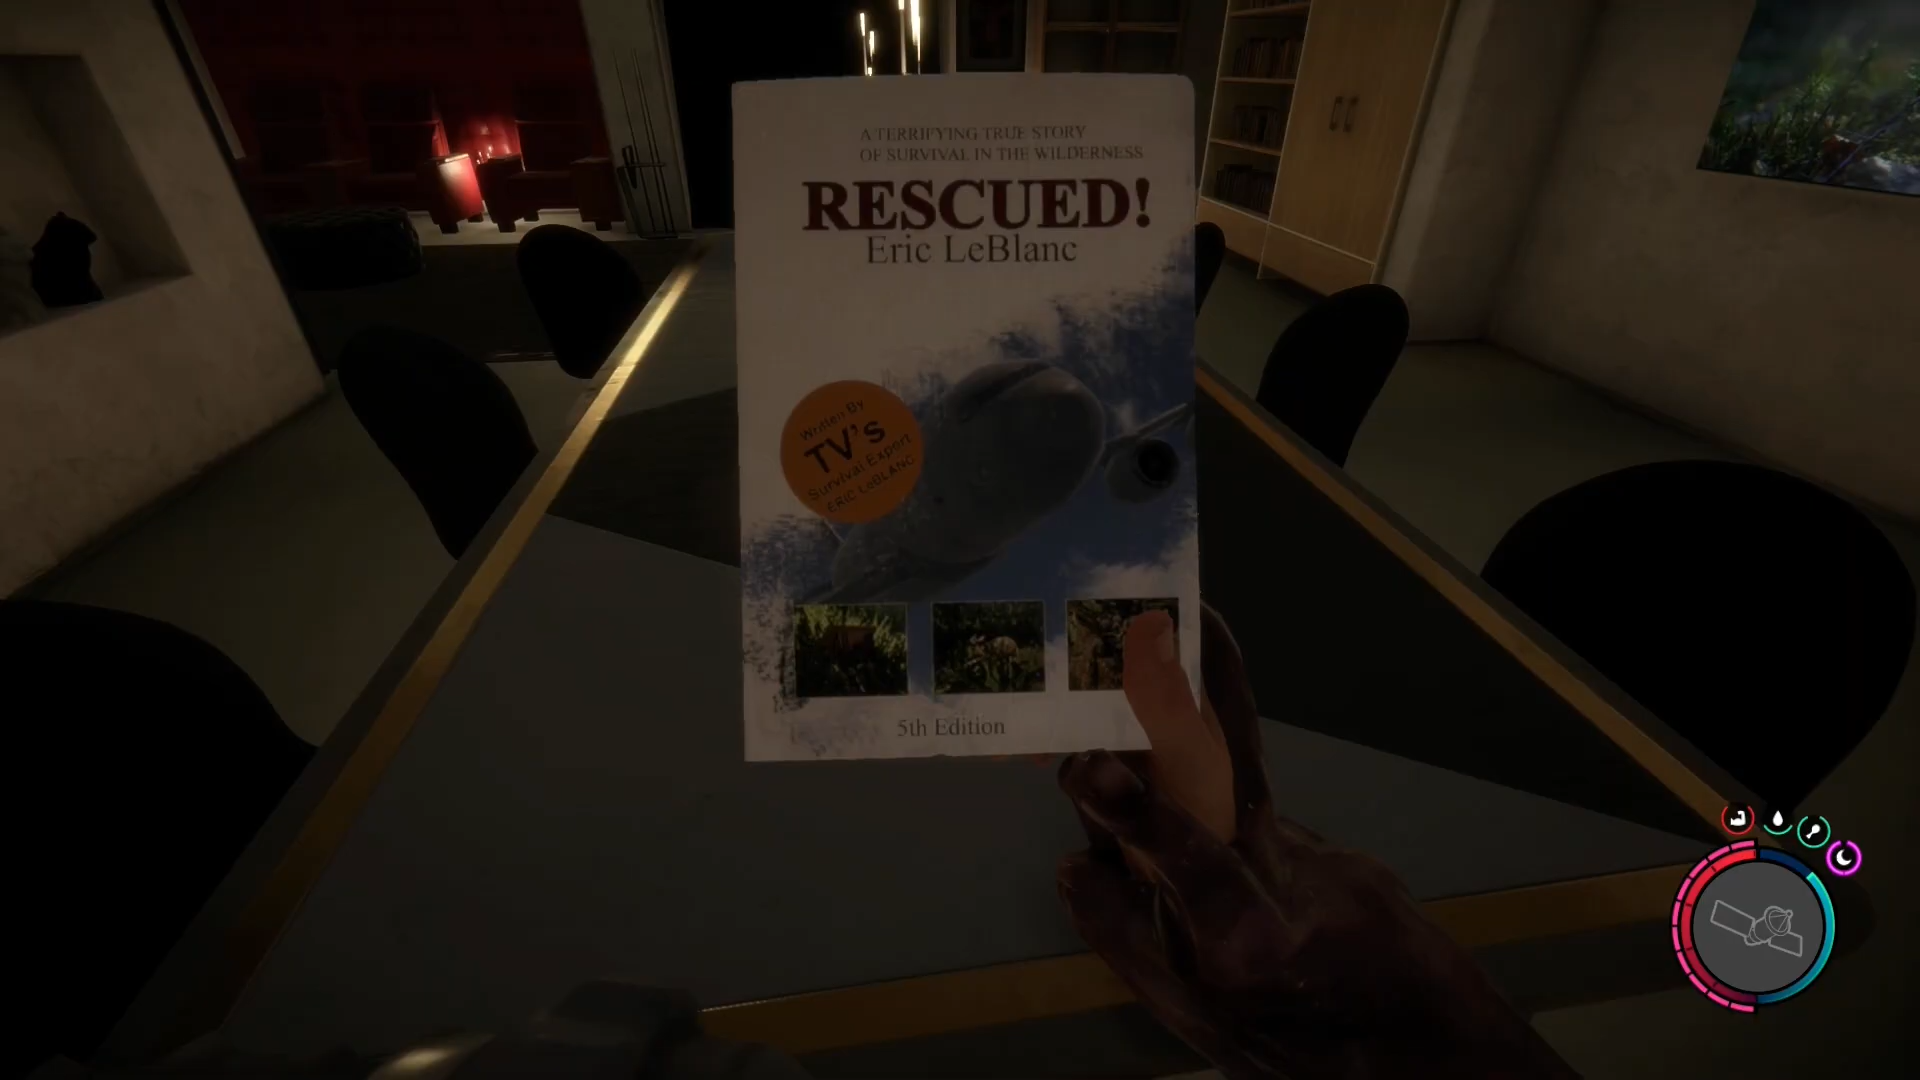 A TERRIFYING TRUE STORY
OF SURVIVAL IN THE WILDERNESS
RESCUED!
Eric LeBlanc
Written By
TV's
Survival Expert
ERIC LeBLANC
5th Edition